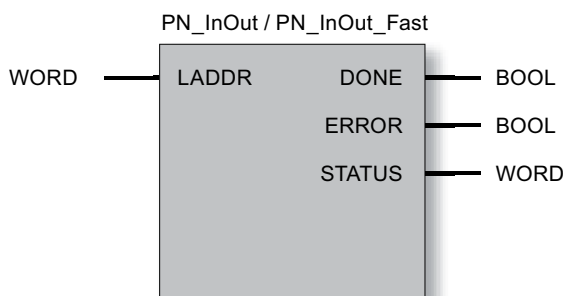 PN_InOut / PN_InOut_Fast
WORD LADDR DONE BOOL
ERROR BOOL
STATUS WORD